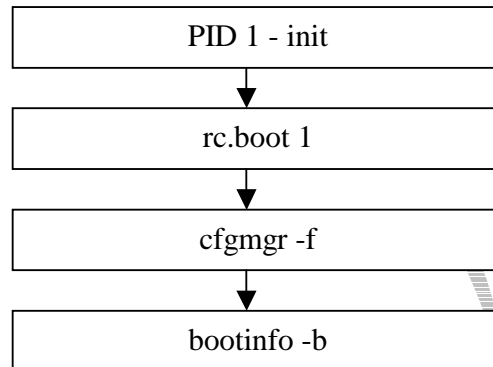 PID 1 - init
rc.boot 1
cfgmgr -f
bootinfo -b